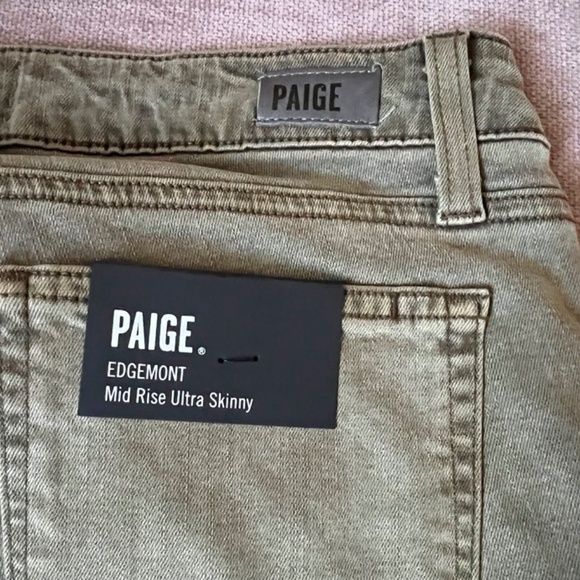 PAIGE
PAIGE®
EDGEMONT
Mid Rise Ultra Skinny